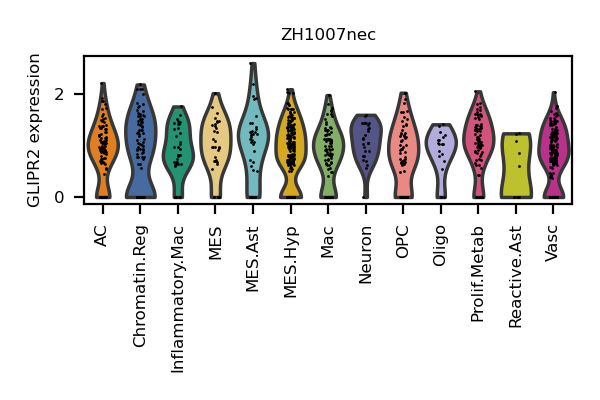 ZH1007nec
GLIPR2 expression
2
0
AC
Chromatin.Reg
Inflammatory.Mac
MES
MES.Ast
MES.Hyp
Mac
Neuron
OPC
Oligo
Prolif.Metab
Reactive.Ast
Vasc